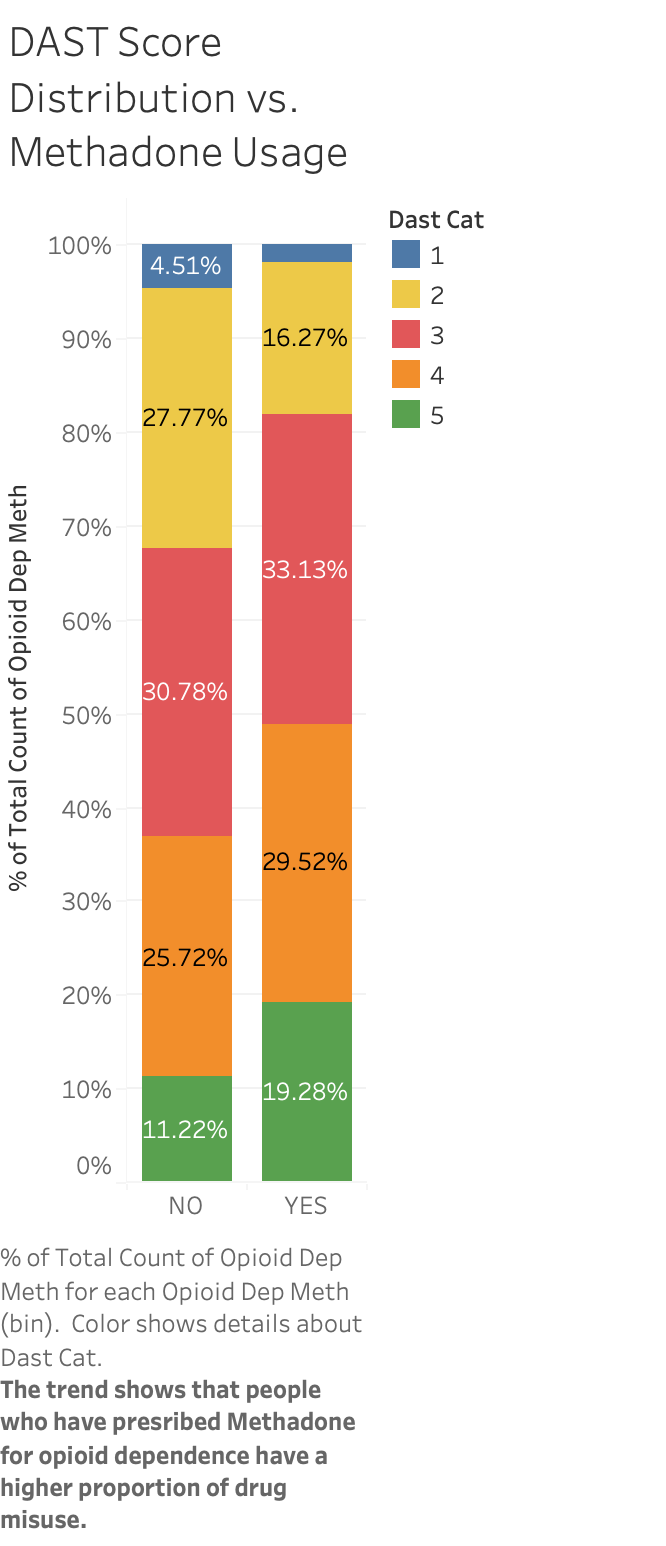 DAST Score
Distribution vs.
Methadone Usage
Dast Cat
1
2
3
4
5
% of Total Count of Opioid Dep Meth
100%
90%
80%
70%
60%
50%
40%
30%
20%
10%
0%
4.51%
27.77%
30.78%
25.72%
11.22%
16.27%
33.13%
29.52%
19.28%
NO
YES
% of Total Count of Opioid Dep
Meth for each Opioid Dep Meth
(bin).  Color shows details about
Dast Cat.
The trend shows that people
who have presribed Methadone
for opioid dependence have a
higher proportion of drug
misuse.